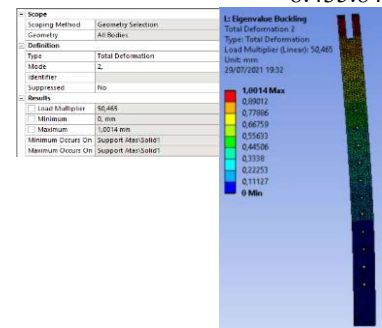 Scope
Scoping Method Geometry Selection
Geometry All Bodies
Definition
Type Total Deformation
Mode 2,
Identifier
Suppressed No
Results
Load Multiplier 50,465
Minimum 0, mm
Maximum 1,0014 mm
Minimum Occurs On Support Atas\Solid1
Maximum Occurs On Support Atas\Solid1
L: Eigenvalue Buckling
Total Deformation 2
Type: Total Deformation
Load Multiplier (Linear): 50,465
Unit: mm
29/07/2021 19:32
1,0014 Max
0,89012
0,77886
0,66759
0,55633
0,44506
0,3338
0,22253
0,11127
0 Min